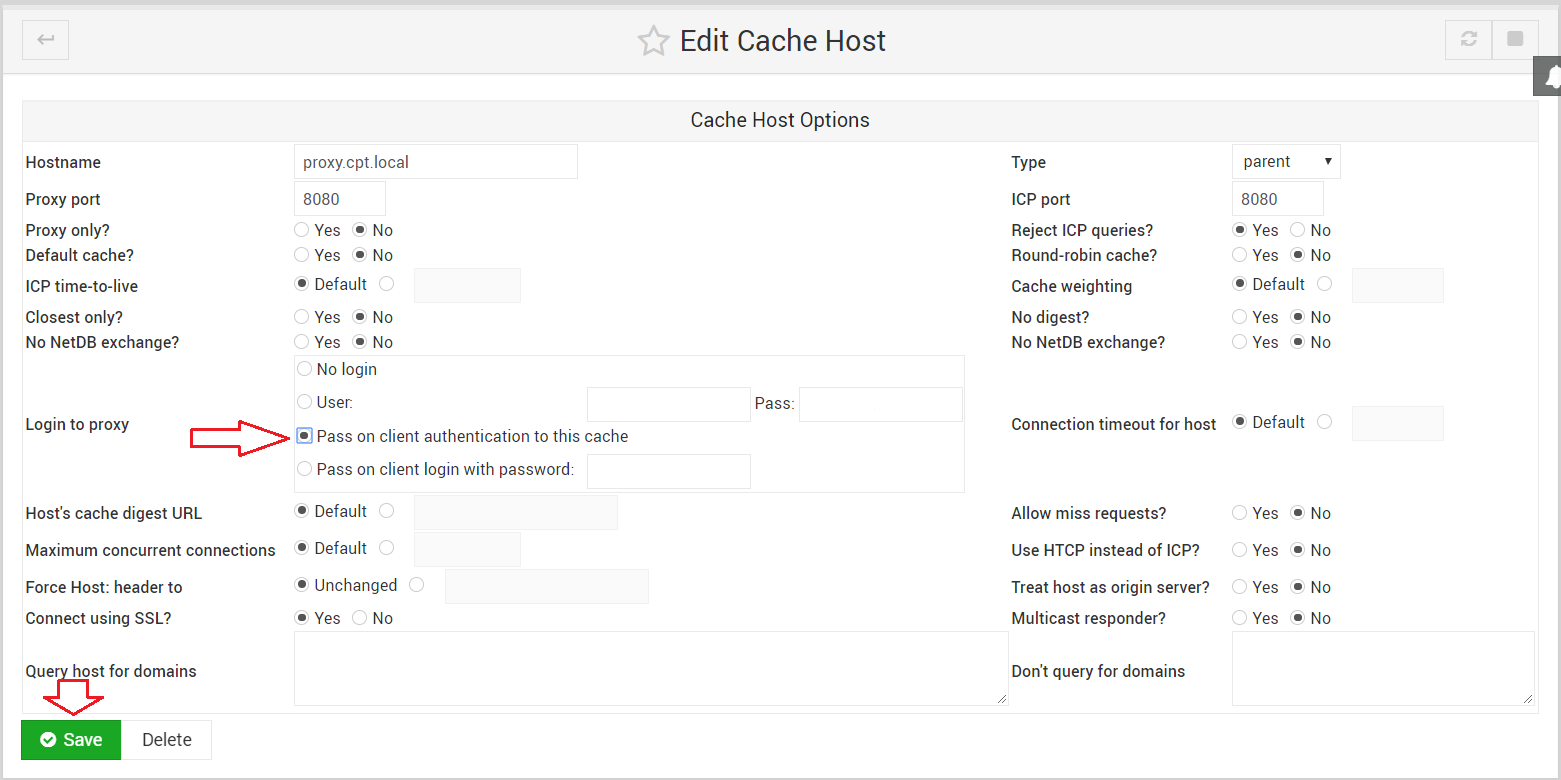 Edit Cache Host
Cache Host Options
Hostname proxy.cpt.local Type parent
Proxy port 8080 ICP port 8080
Proxy only? Yes No Reject ICP queries? Yes No
Default cache? Yes No Round-robin cache? Yes No
ICP time-to-live Default Cache weighting Default
Closest only? Yes No No digest? Yes No
No NetDB exchange? Yes No No NetDB exchange? Yes No
No login
User: Pass:
Login to proxy Pass on client authentication to this cache Connection timeout for host Default
Pass on client login with password:
Host's cache digest URL Default Allow miss requests? Yes No
Maximum concurrent connections Default Use HTCP instead of ICP? Yes No
Force Host: header to Unchanged Treat host as origin server? Yes No
Connect using SSL? Yes No Multicast responder? Yes No
Query host for domains Don't query for domains
Save Delete